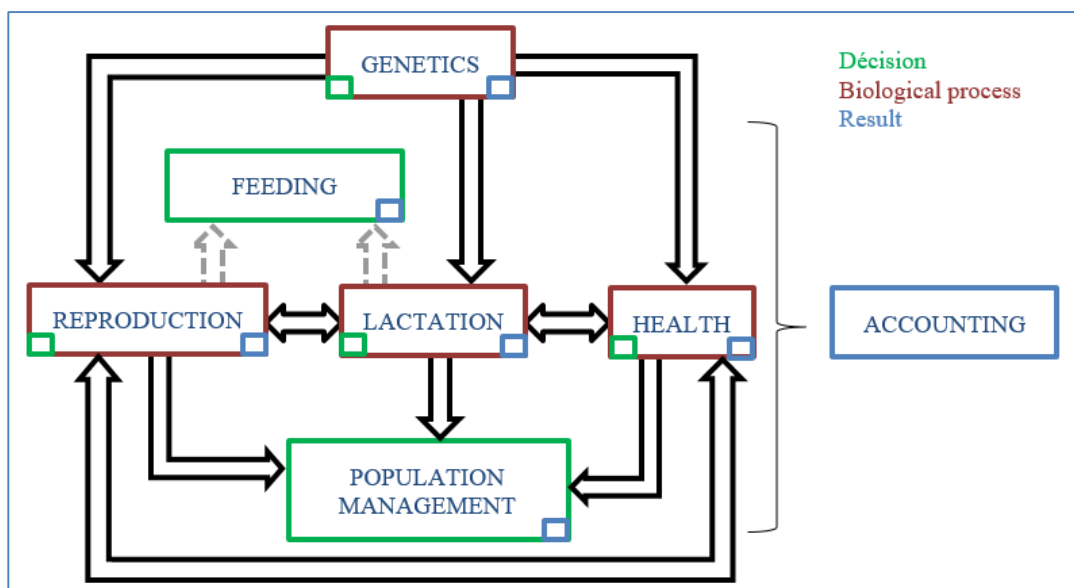 GENETICS
Décision
Biological process
Result
FEEDING
REPRODUCTION
LACTATION
HEALTH
ACCOUNTING
POPULATION
MANAGEMENT